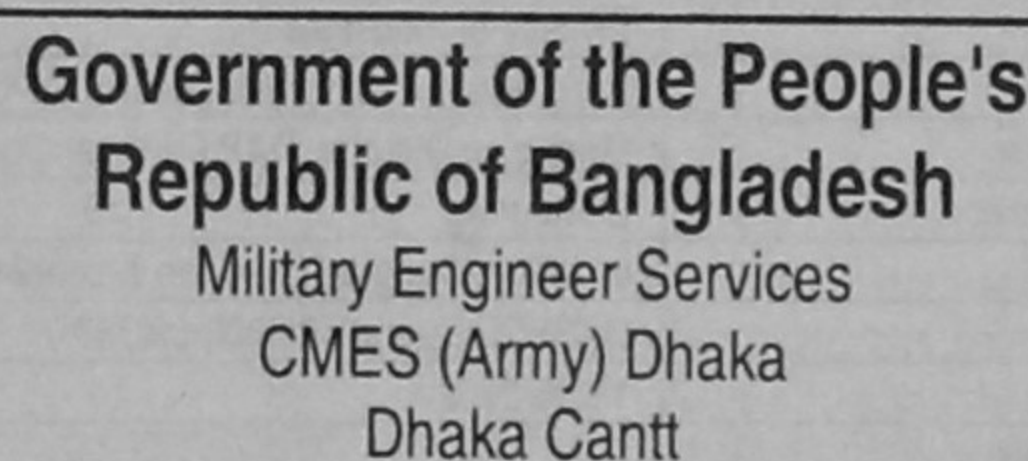 Government of the People's
Republic of Bangladesh
Military Engineer Services
CMES (Army) Dhaka
Dhaka Cantt